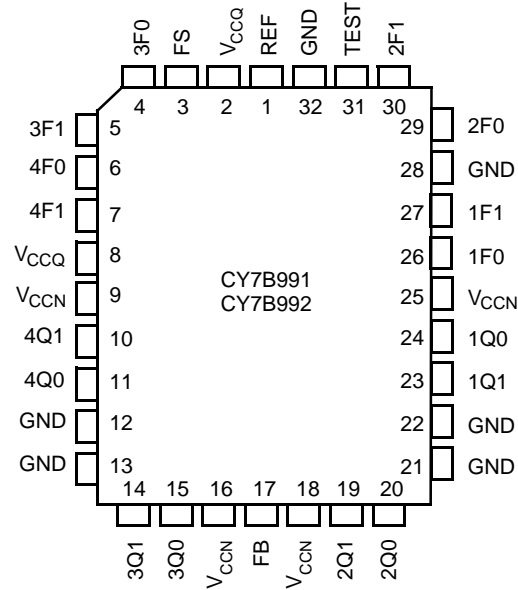 3F0 FS VCCQ REF GND TEST 2F1
4 3 2 1 32 31 30
3F1 5 29 2F0
4F0 6 28 GND
4F1 7 27 1F1
VCCQ 8 26 1F0
VCCN 9 25 VCCN
CY7B991
CY7B992
4Q1 10 24 1Q0
4Q0 11 23 1Q1
GND 12 22 GND
GND 13 21 GND
14 15 16 17 18 19 20
3Q1 3Q0 VCCN FB VCCN 2Q1 2Q0